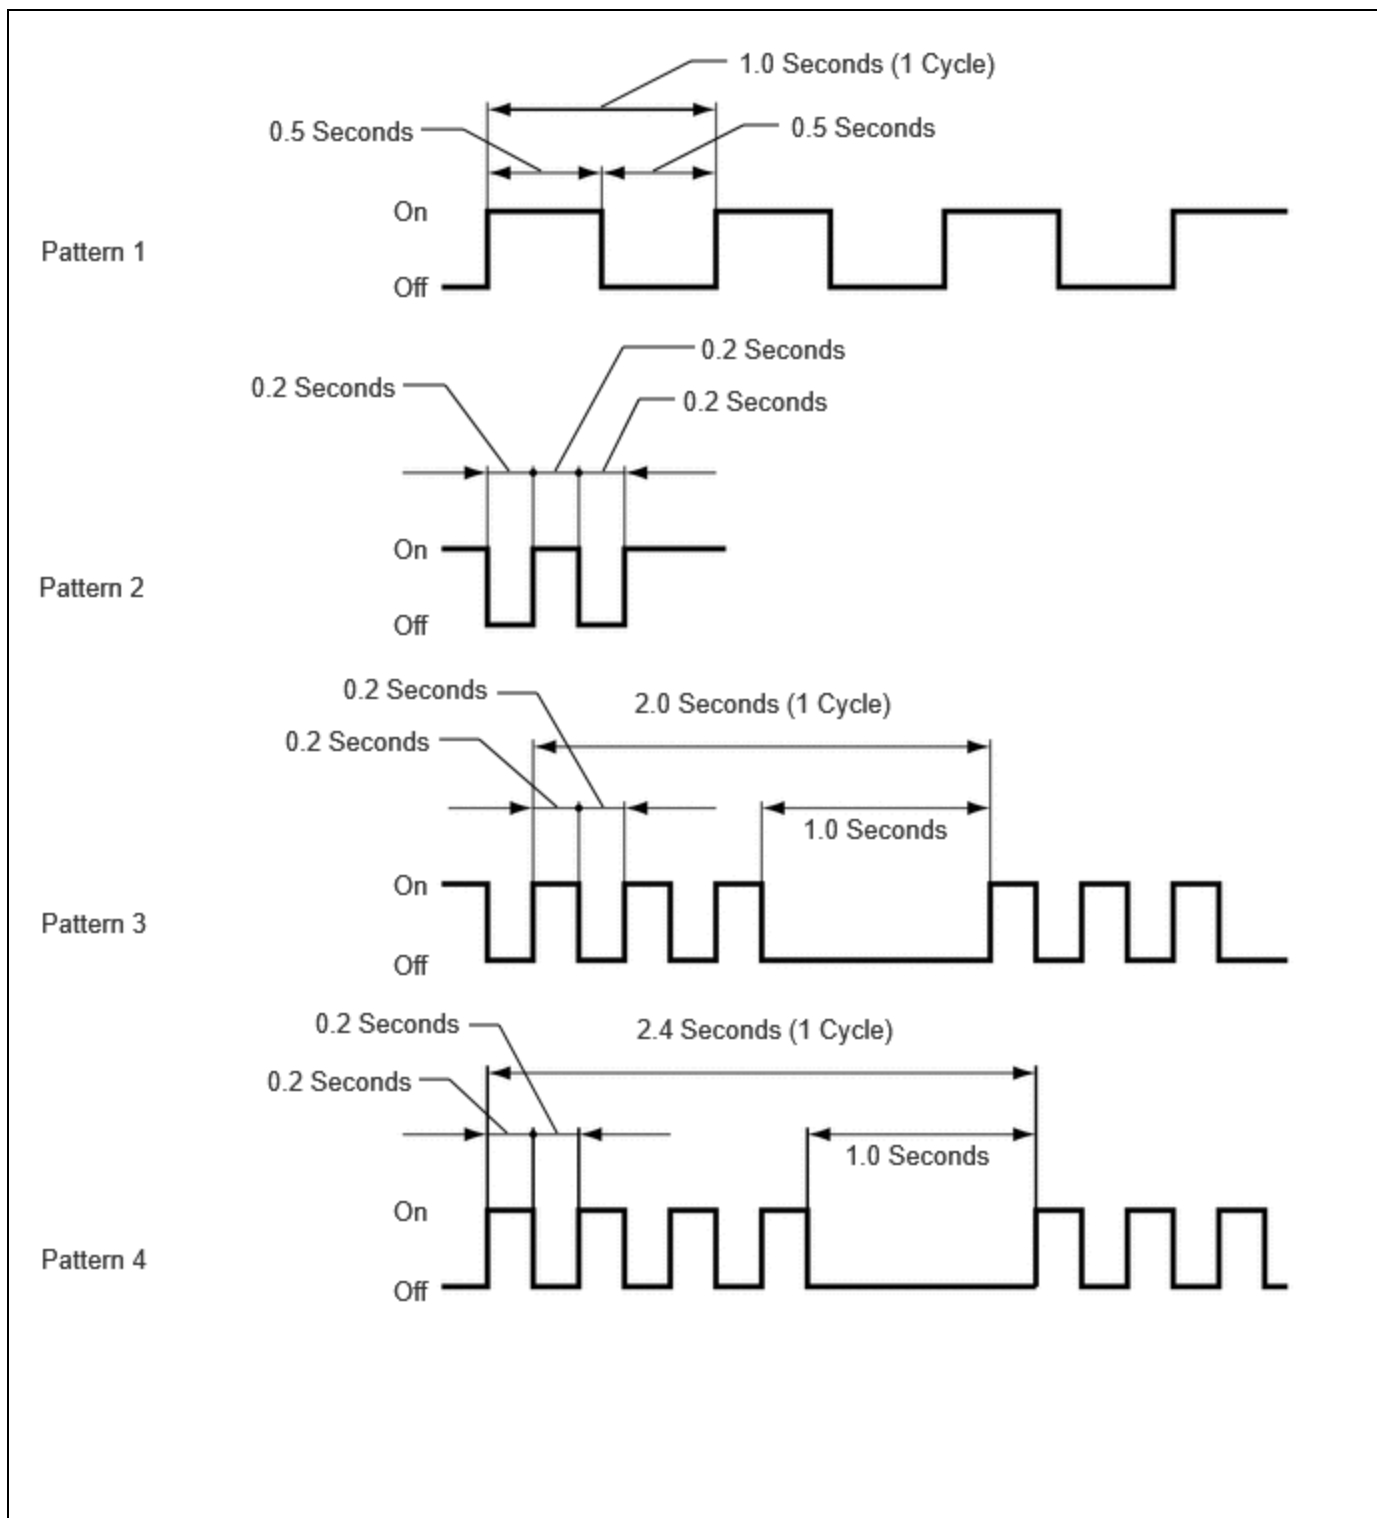 1.0 Seconds (1 Cycle)
0.5 Seconds
0.5 Seconds
On
Pattern 1
Off
0.2 Seconds
0.2 Seconds
0.2 Seconds
On
Pattern 2
Off
0.2 Seconds
2.0 Seconds (1 Cycle)
0.2 Seconds
1.0 Seconds
On
Pattern 3
Off
0.2 Seconds
2.4 Seconds (1 Cycle)
0.2 Seconds
1.0 Seconds
On
Pattern 4
Off